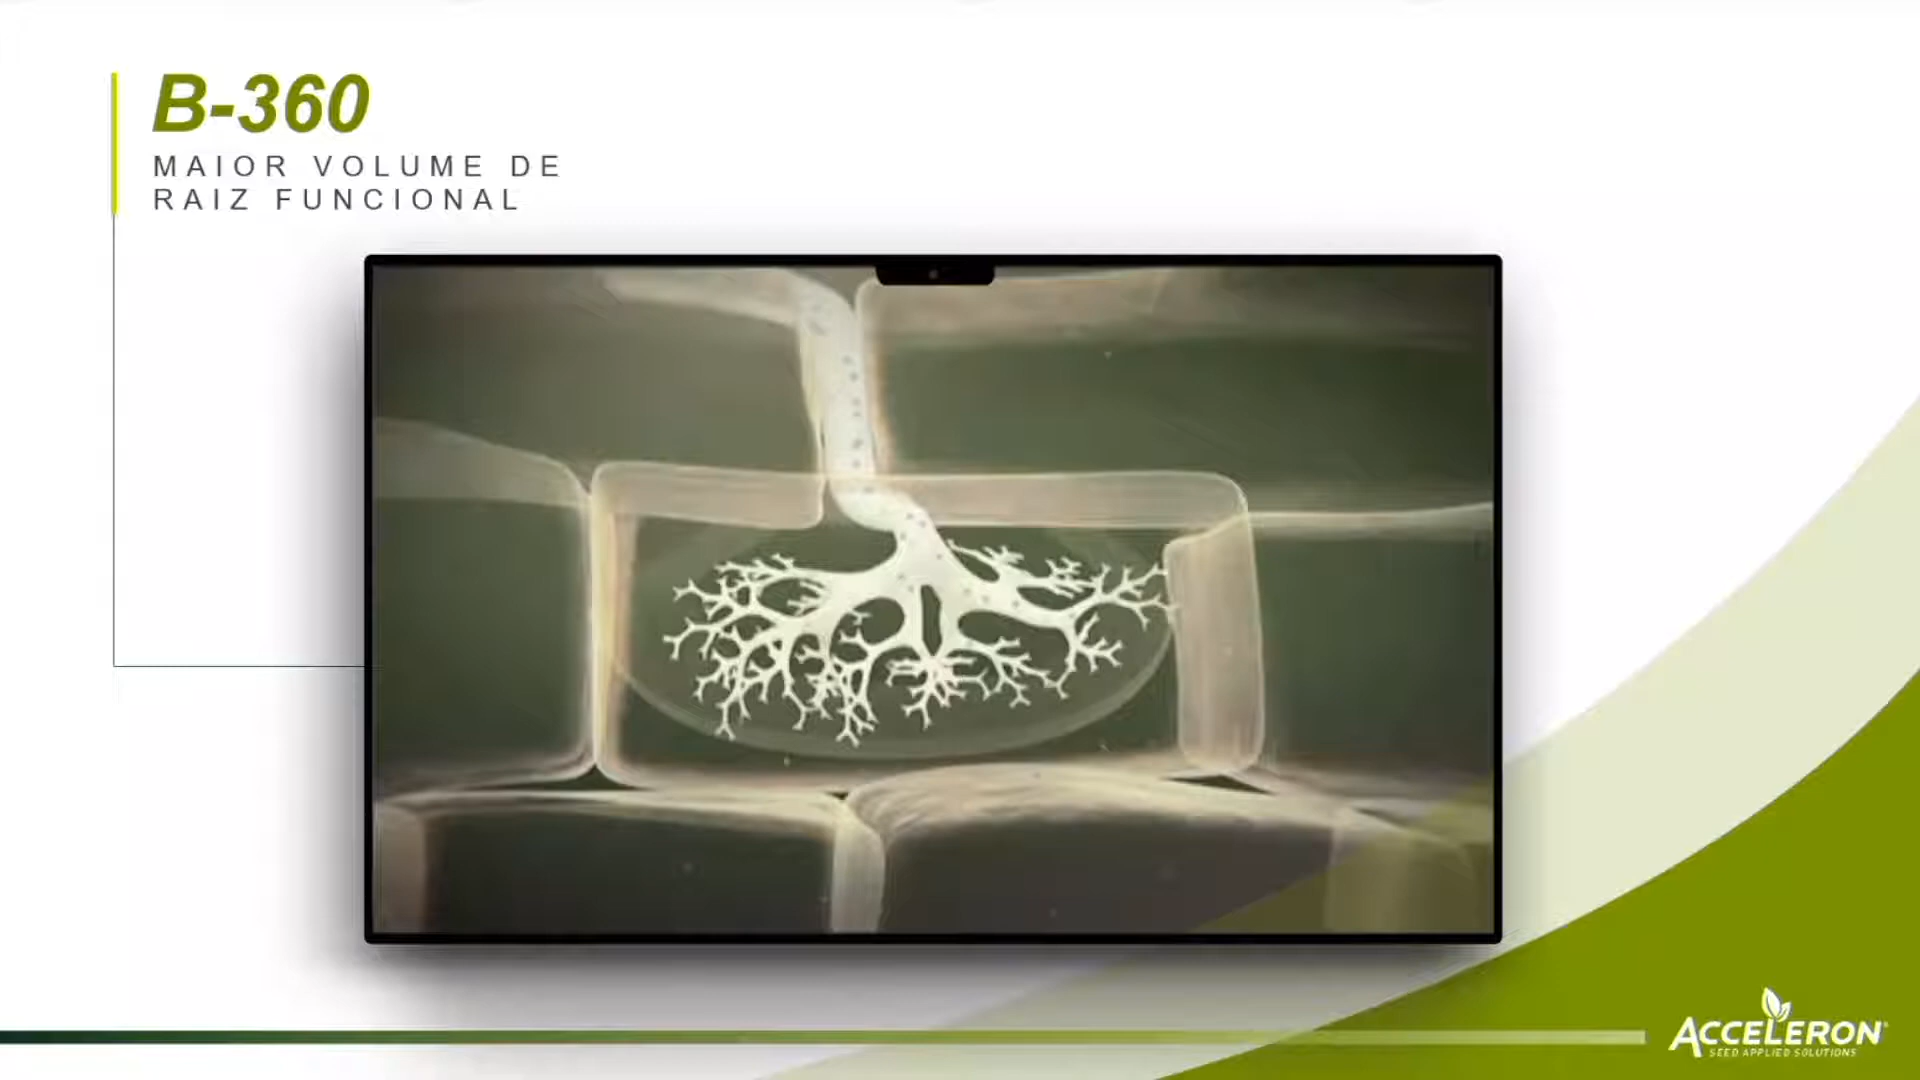 B-360
MAIOR VOLUME DE
RAIZ FUNCIONAL
ACCELERON
SEED APPLIED SOLUTIONS